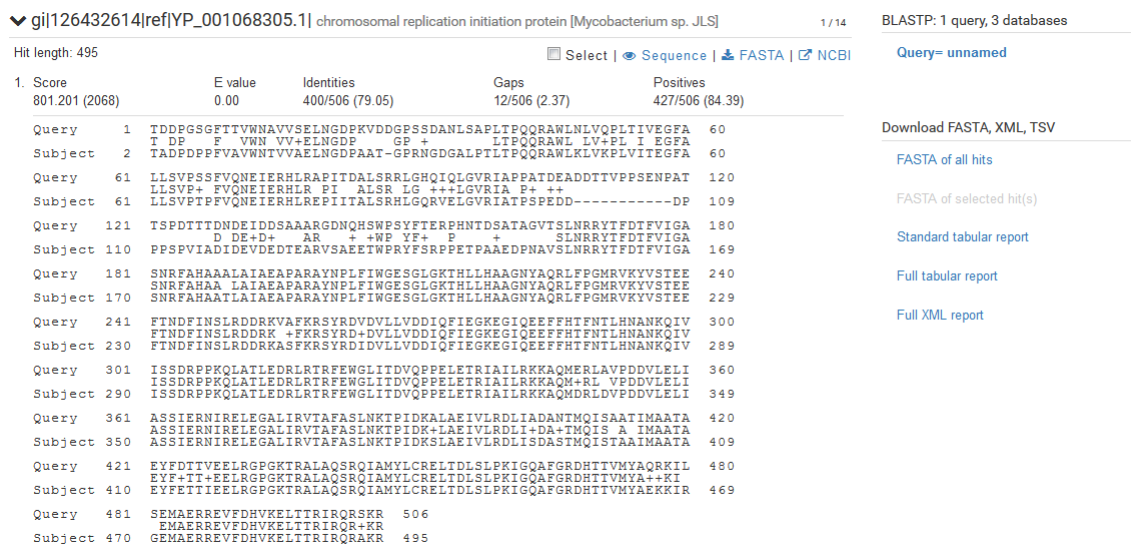 gi|126432614|ref|YP_001068305.1| chromosomal replication initiation protein [Mycobacterium sp. JLS] 1 / 14
Hit length: 495
Select | Sequence | FASTA | NCBI
1. Score E value Identities Gaps Positives
801.201 (2068) 0.00 400/506 (79.05) 12/506 (2.37) 427/506 (84.39)
Query     1  TDDPGSGFTTVWNAVVSELNGDPKVDDGPSSDANLSAPLTPQQRAWLNLVQPLTIVEGFA  60
             T DP   F  VWN VV+ELNGDP    GP +       LTPQQRAWL LV+PL I EGFA
Subject   2  TADPDPPFVAVWNTVVAELNGDPAAT-GPRNGDGALPTLTPQQRAWLKLVKPLVITEGFA  60
Query    61  LLSVPSSFVQNEIERHLRAPITDALSRRLGHQIQLGVRIAPPATDEADDTTVPPSENPAT  120
             LLSVP+ FVQNEIERHLR PI  ALSR LG +++LGVRIA P+ ++
Subject  61  LLSVPTPFVQNEIERHLREPIITALSRHLGQRVELGVRIATPSPEDD-----------DP  109
Query   121  TSPDTTTDNDEIDDSAAARGDNQHSWPSYFTERPHNTDSATAGVTSLNRRYTFDTFVIGA  180
                    D DE+D+   AR   + +WP YF+  P    +      SLNRRYTFDTFVIGA
Subject 110  PPSPVIADIDEVDEDTEARVSAEETWPRYFSRPPETPAAEDPNAVSLNRRYTFDTFVIGA  169
Query   181  SNRFAHAAALAIAEAPARAYNPLFIWGESGLGKTHLLHAAGNYAQRLFPGMRVKYVSTEE  240
             SNRFAHAA LAIAEAPARAYNPLFIWGESGLGKTHLLHAAGNYAQRLFPGMRVKYVSTEE
Subject 170  SNRFAHAATLAIAEAPARAYNPLFIWGESGLGKTHLLHAAGNYAQRLFPGMRVKYVSTEE  229
Query   241  FTNDFINSLRDDRKVAFKRSYRDVDVLLVDDIQFIEGKEGIQEEFFHTFNTLHNANKQIV  300
             FTNDFINSLRDDRK +FKRSYRD+DVLLVDDIQFIEGKEGIQEEFFHTFNTLHNANKQIV
Subject 230  FTNDFINSLRDDRKASFKRSYRDIDVLLVDDIQFIEGKEGIQEEFFHTFNTLHNANKQIV  289
Query   301  ISSDRPPKQLATLEDRLRTRFEWGLITDVQPPELETRIAILRKKAQMERLAVPDDVLELI  360
             ISSDRPPKQLATLEDRLRTRFEWGLITDVQPPELETRIAILRKKAQM+RL VPDDVLELI
Subject 290  ISSDRPPKQLATLEDRLRTRFEWGLITDVQPPELETRIAILRKKAQMDRLDVPDDVLELI  349
Query   361  ASSIERNIRELEGALIRVTAFASLNKTPIDKALAEIVLRDLIADANTMQISAATIMAATA  420
             ASSIERNIRELEGALIRVTAFASLNKTPIDK+LAEIVLRDLI+DA+TMQIS A IMAATA
Subject 350  ASSIERNIRELEGALIRVTAFASLNKTPIDKSLAEIVLRDLISDASTMQISTAAIMAATA  409
Query   421  EYFDTTVEELRGPGKTRALAQSRQIAMYLCRELTDLSLPKIGQAFGRDHTTVMYAQRKIL  480
             EYF+TT+EELRGPGKTRALAQSRQIAMYLCRELTDLSLPKIGQAFGRDHTTVMYA++KI
Subject 410  EYFETTIEELRGPGKTRALAQSRQIAMYLCRELTDLSLPKIGQAFGRDHTTVMYAEKKIR  469
Query   481  SEMAERREVFDHVKELTTRIRQRSKR  506
              EMAERREVFDHVKELTTRIRQR+KR
Subject 470  GEMAERREVFDHVKELTTRIRQRAKR  495
BLASTP: 1 query, 3 databases
Query= unnamed
Download FASTA, XML, TSV
FASTA of all hits
FASTA of selected hit(s)
Standard tabular report
Full tabular report
Full XML report